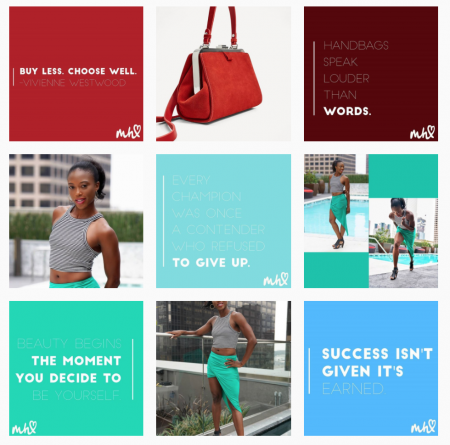 BUY LESS. CHOOSE WELL.
-VIVIENNE WESTWOOD
mh
HANDBAGS
SPEAK
LOUDER
THAN
WORDS.
mh
EVERY
CHAMPION
WAS ONCE
A CONTENDER
WHO REFUSED
TO GIVE UP.
mh
BEAUTY BEGINS
THE MOMENT
YOU DECIDE TO
BE YOURSELF
mh
SUCCESS ISN'T
GIVEN IT'S
EARNED
mh